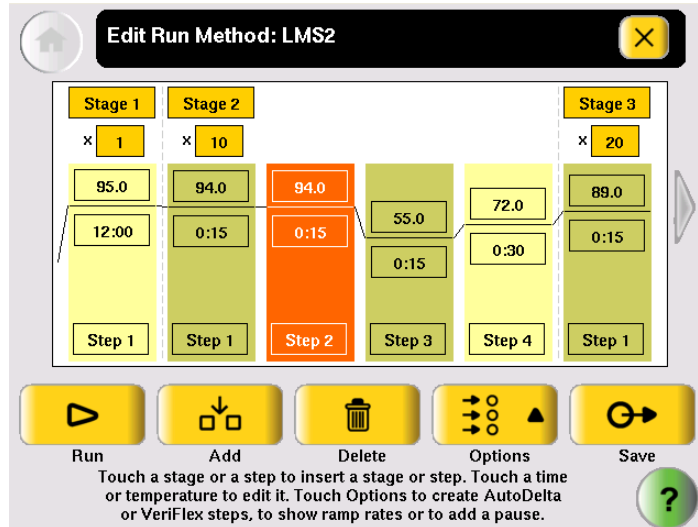 Edit Run Method: LMS2
Stage 1 Stage 2 Stage 3
x 1 x 10 x 20
95.0 94.0 94.0 55.0 72.0 89.0
12:00 0:15 0:15 0:15 0:30 0:15
Step 1 Step 1 Step 2 Step 3 Step 4 Step 1
Run Add Delete Options Save
Touch a stage or a step to insert a stage or step. Touch a time
or temperature to edit it. Touch Options to create AutoDelta
or VeriFlex steps, to show ramp rates or to add a pause.
?